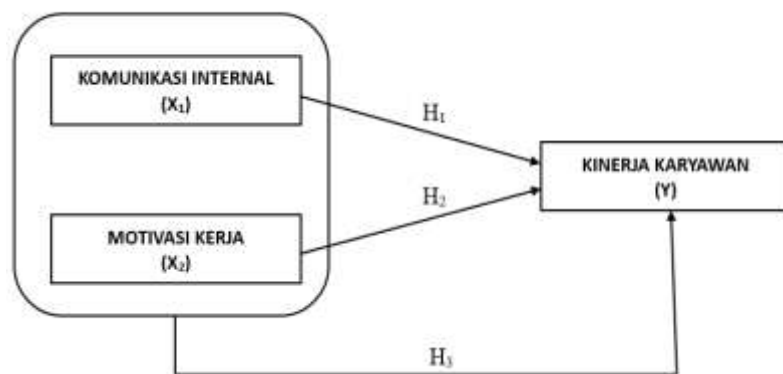 KOMUNIKASI INTERNAL
(X₁)
H₁
KINERJA KARYAWAN
(Y)
H₂
MOTIVASI KERJA
(X₂)
H₃